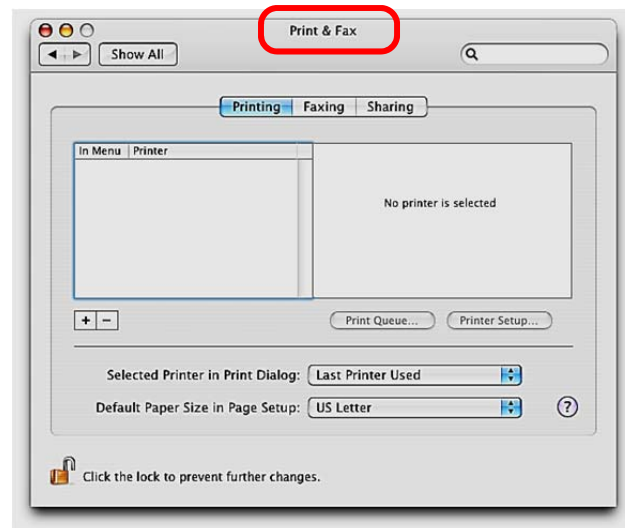 Print & Fax
Show All
Printing Faxing Sharing
In Menu Printer
No printer is selected
+ −
Print Queue... Printer Setup...
Selected Printer in Print Dialog: Last Printer Used
Default Paper Size in Page Setup: US Letter ?
Click the lock to prevent further changes.